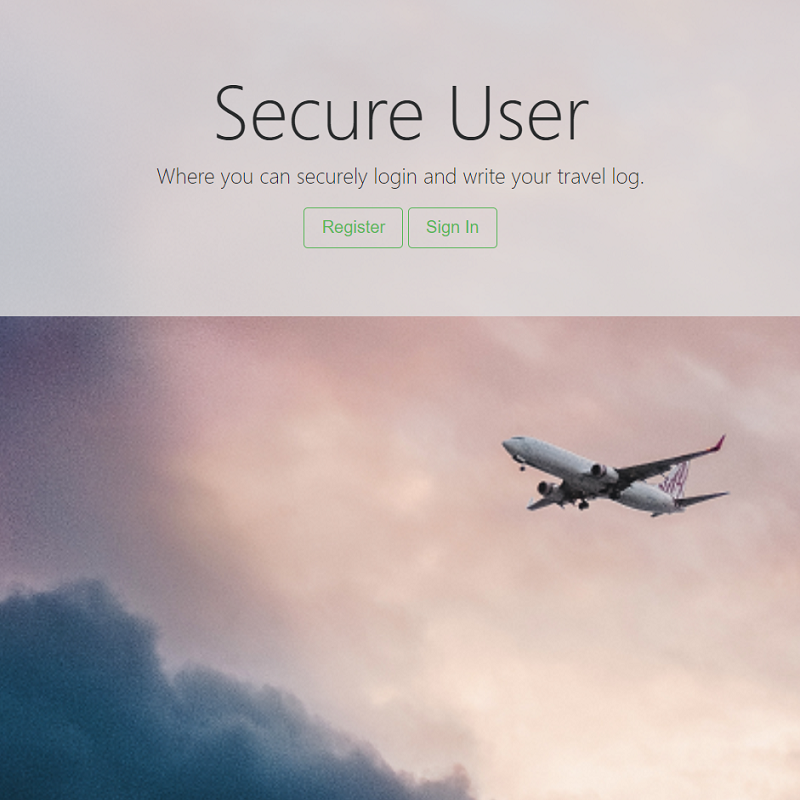 Secure User
Where you can securely login and write your travel log.
Register Sign In